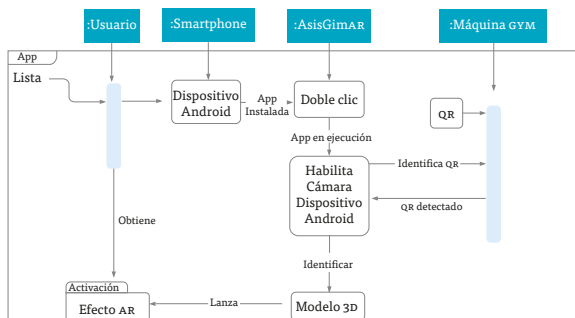 :Usuario
:Smartphone
:AsisGimAR
:Máquina GYM
App
Lista
Dispositivo
Android
App
Instalada
Doble clic
QR
App en ejecución
Habilita
Cámara
Dispositivo
Android
Identifica QR
QR detectado
Obtiene
Identificar
Activación
Efecto AR
Lanza
Modelo 3D